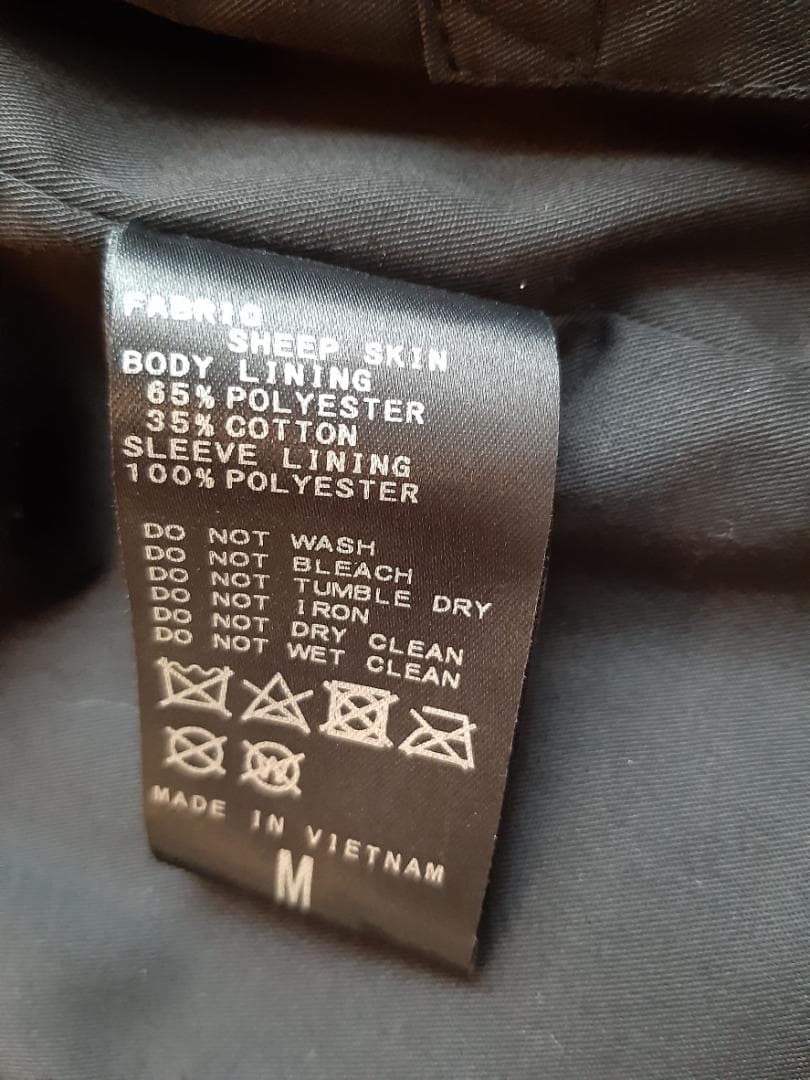 FABRIC
SHEEP SKIN
BODY LINING
65% POLYESTER
35% COTTON
SLEEVE LINING
100% POLYESTER
DO NOT WASH
DO NOT BLEACH
DO NOT TUMBLE DRY
DO NOT IRON
DO NOT DRY CLEAN
DO NOT WET CLEAN
W
MADE IN VIETNAM
M